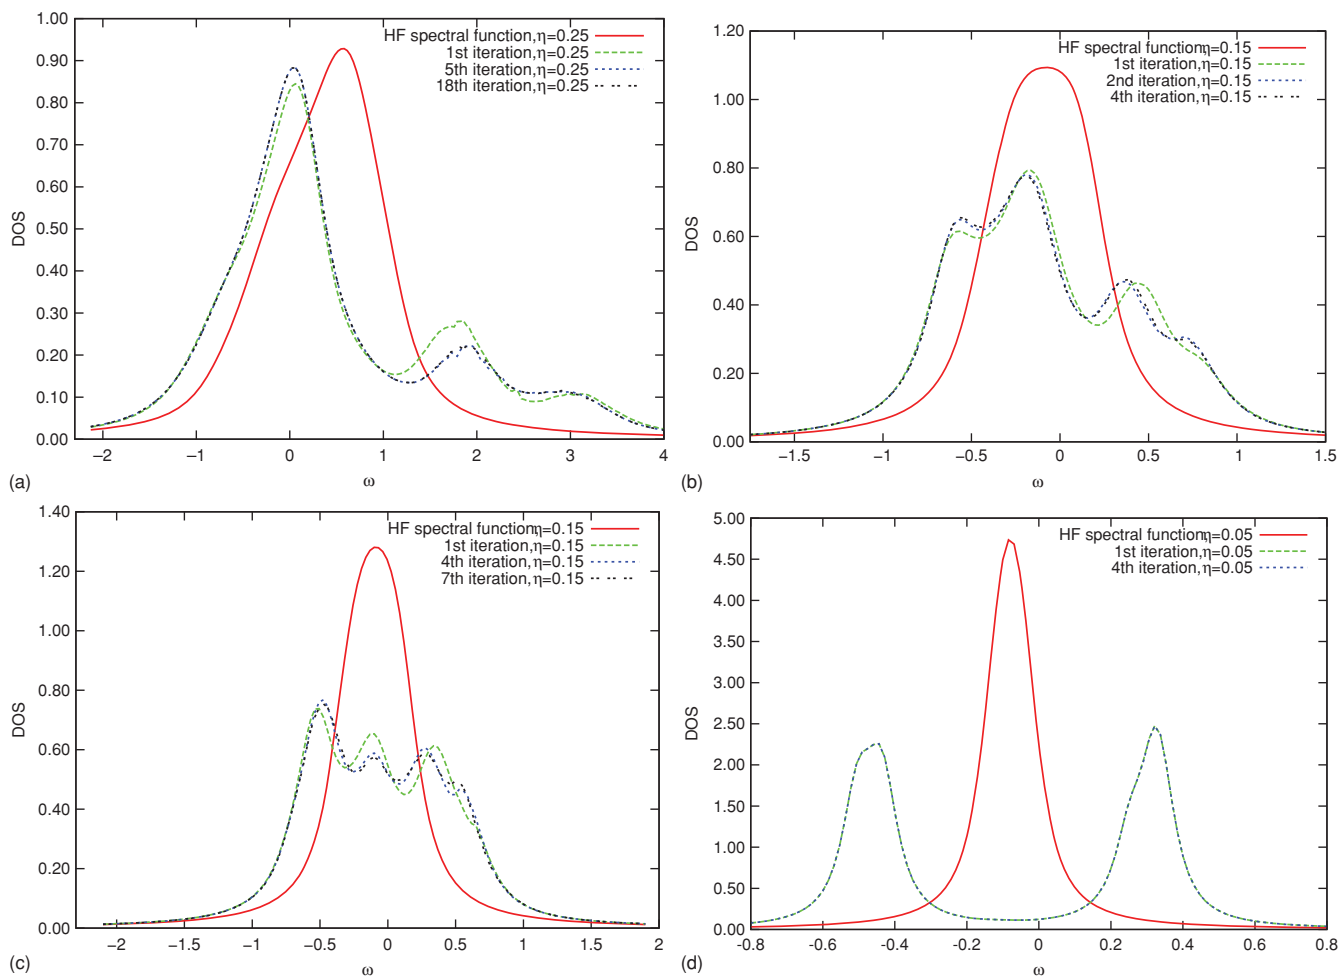 1.00
0.90
0.80
0.70
0.60
0.50
0.40
0.30
0.20
0.10
0.00
DOS
HF spectral function,η=0.25
1st iteration,η=0.25
5th iteration,η=0.25
18th iteration,η=0.25
−2 −1 0 1 2 3 4
(a)
ω
1.20
1.00
0.80
0.60
0.40
0.20
0.00
DOS
HF spectral function,η=0.15
1st iteration,η=0.15
2nd iteration,η=0.15
4th iteration,η=0.15
−1.5 −1 −0.5 0 0.5 1 1.5
(b)
ω
1.40
1.20
1.00
0.80
0.60
0.40
0.20
0.00
DOS
HF spectral function,η=0.15
1st iteration,η=0.15
4th iteration,η=0.15
7th iteration,η=0.15
−2 −1.5 −1 −0.5 0 0.5 1 1.5 2
(c)
ω
5.00
4.50
4.00
3.50
3.00
2.50
2.00
1.50
1.00
0.50
0.00
DOS
HF spectral function,η=0.05
1st iteration,η=0.05
4th iteration,η=0.05
-0.8 −0.6 −0.4 −0.2 0 0.2 0.4 0.6 0.8
(d)
ω